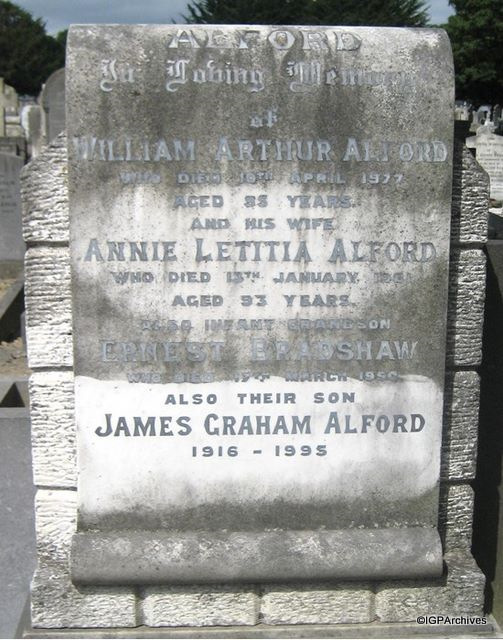 ALFORD
In Loving Memory
of
WILLIAM ARTHUR ALFORD
WHO DIED APRIL 1977
AGED YEARS.
AND HIS WIFE
ANNIE LETITIA ALFORD
WHO DIED 13TH JANUARY,
AGED 93 YEARS.
ALSO INFANT GRANDSON
ERNEST BRADSHAW
WHO DIED 17TH MARCH
ALSO THEIR SON
JAMES GRAHAM ALFORD
1916 - 1995
©IGPArchives